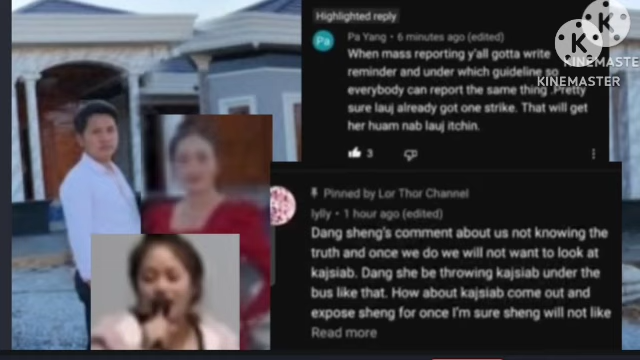 Highlighted reply
Pa
Pa Yang • 6 minutes ago (edited)
When mass reporting y'all gotta write
reminder and under which guideline so
everybody can report the same thing .Pretty
sure lauj already got one strike. That will get
her huam nab lauj itchin.
3
Pinned by Lor Thor Channel
lylly • 1 hour ago (edited)
Dang sheng's comment about us not knowing the
truth and once we do we will not want to look at
kajsiab. Dang she be throwing kajsiab under the
bus like that. How about kajsiab come out and
expose sheng for once I'm sure sheng will not like
Read more
K
K
KINEMASTER
KINEMASTER